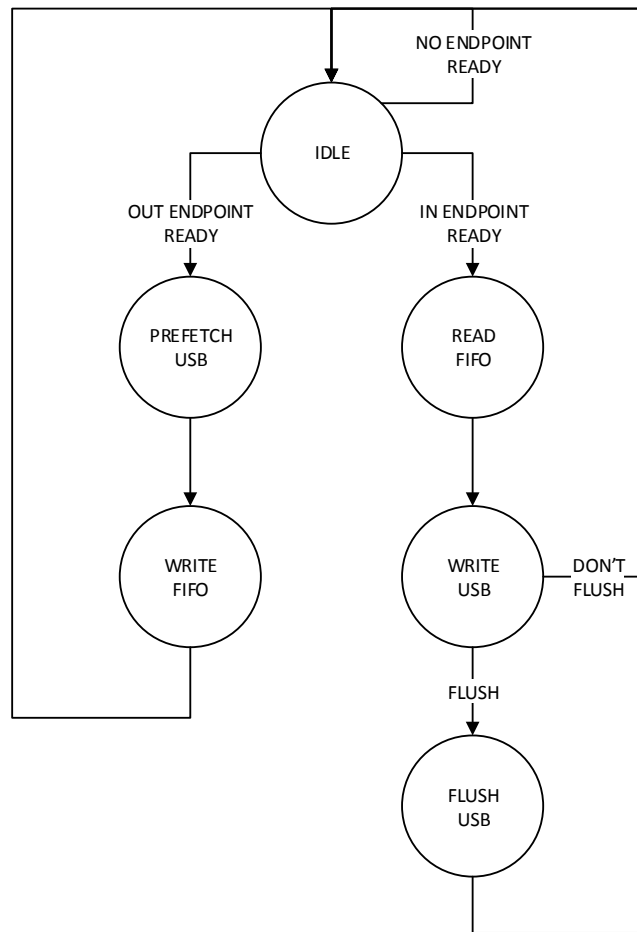 NO ENDPOINT
READY
IDLE
OUT ENDPOINT
READY
IN ENDPOINT
READY
PREFETCH
USB
READ
FIFO
WRITE
FIFO
WRITE
USB
DON'T
FLUSH
FLUSH
FLUSH
USB